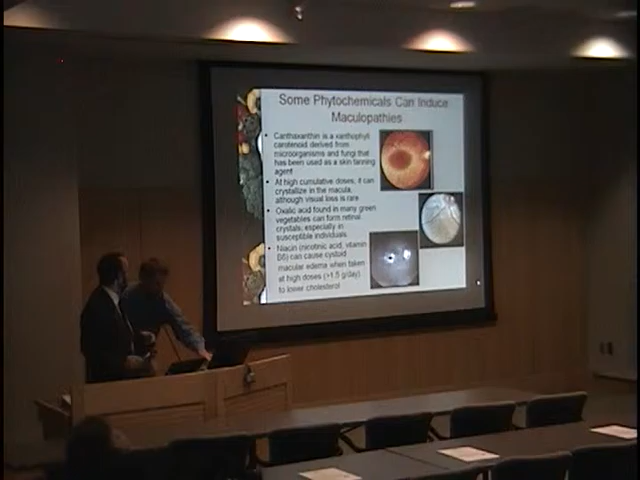 Some Phytochemicals Can Induce
Maculopathies
• Canthaxanthin is a xanthophyll
carotenoid derived from
microorganisms and fungi that
has been used as a skin tanning
agent
• At high cumulative doses, it can
crystallize in the macula,
although visual loss is rare
• Oxalic acid found in many green
vegetables can form retinal
crystals, especially in
susceptible individuals
• Niacin (nicotinic acid, vitamin
can cause cystoid
macular edema when taken
at high doses (>1.5 g/day)
to lower cholesterol